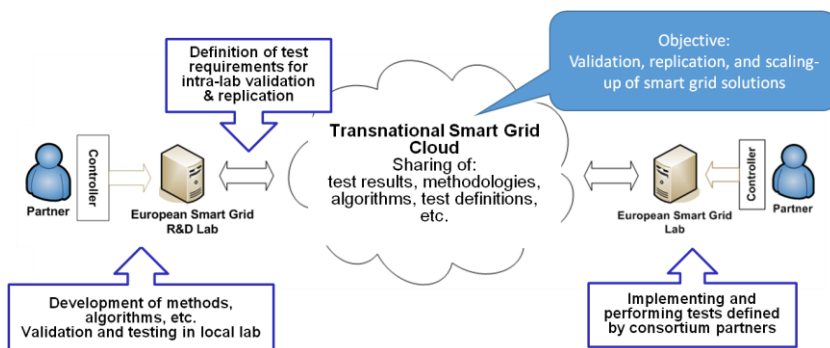 Definition of test
requirements for
intra-lab validation
& replication
Objective:
Validation, replication, and scaling-
up of smart grid solutions
Transnational Smart Grid
Cloud
Sharing of:
test results, methodologies,
algorithms, test definitions,
etc.
Partner
Controller
European Smart Grid
R&D Lab
European Smart Grid
Lab
Controller
Partner
Development of methods,
algorithms, etc.
Validation and testing in local lab
Implementing and
performing tests defined
by consortium partners